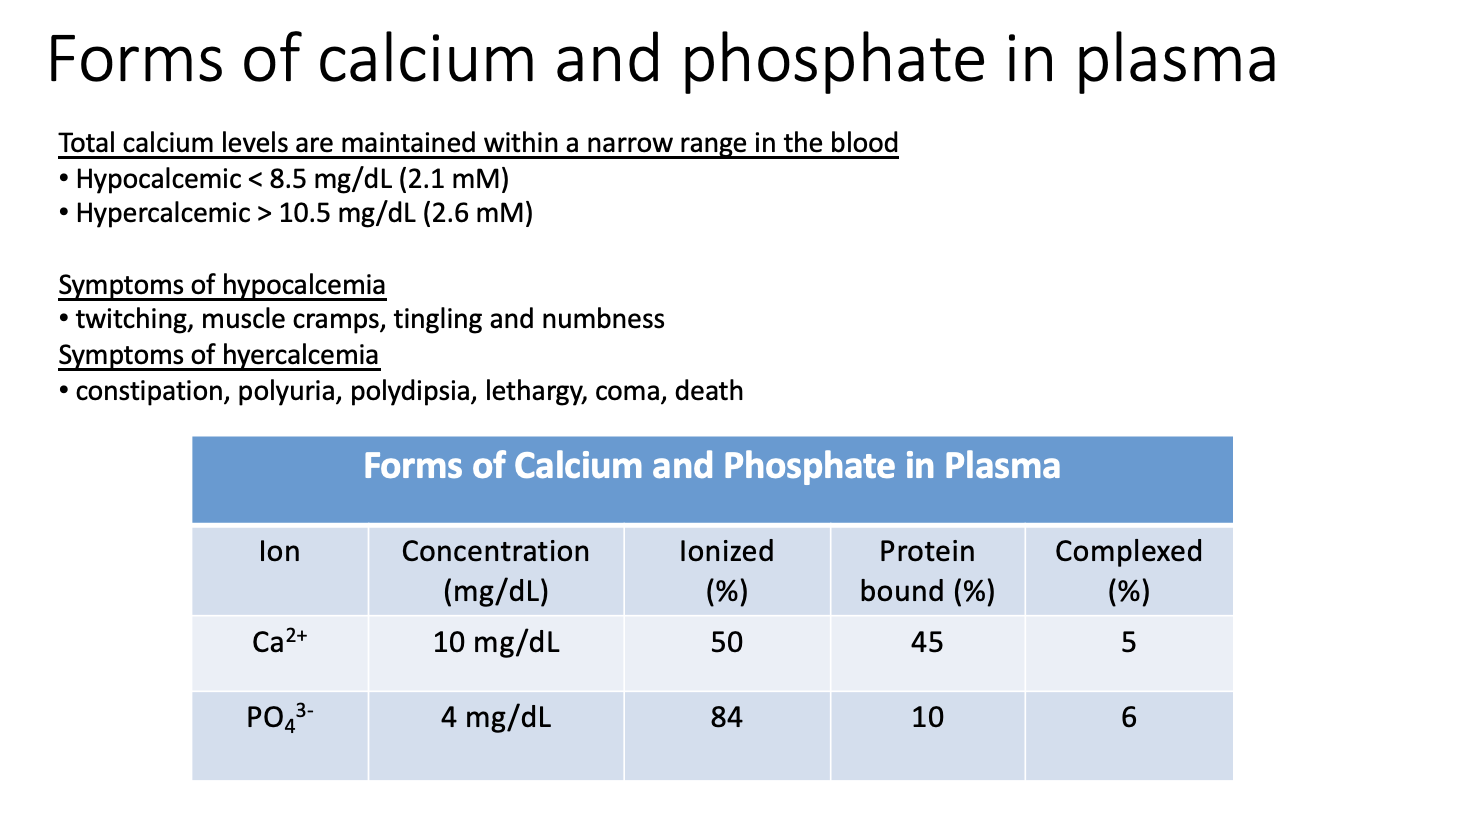 Forms of calcium and phosphate in plasma
Total calcium levels are maintained within a narrow range in the blood
• Hypocalcemic < 8.5 mg/dL (2.1 mM)
• Hypercalcemic > 10.5 mg/dL (2.6 mM)
Symptoms of hypocalcemia
• twitching, muscle cramps, tingling and numbness
Symptoms of hyercalcemia
• constipation, polyuria, polydipsia, lethargy, coma, death
Forms of Calcium and Phosphate in Plasma
Ion Concentration (mg/dL) Ionized (%) Protein bound (%) Complexed (%)
Ca²⁺ 10 mg/dL 50 45 5
PO₄³⁻ 4 mg/dL 84 10 6